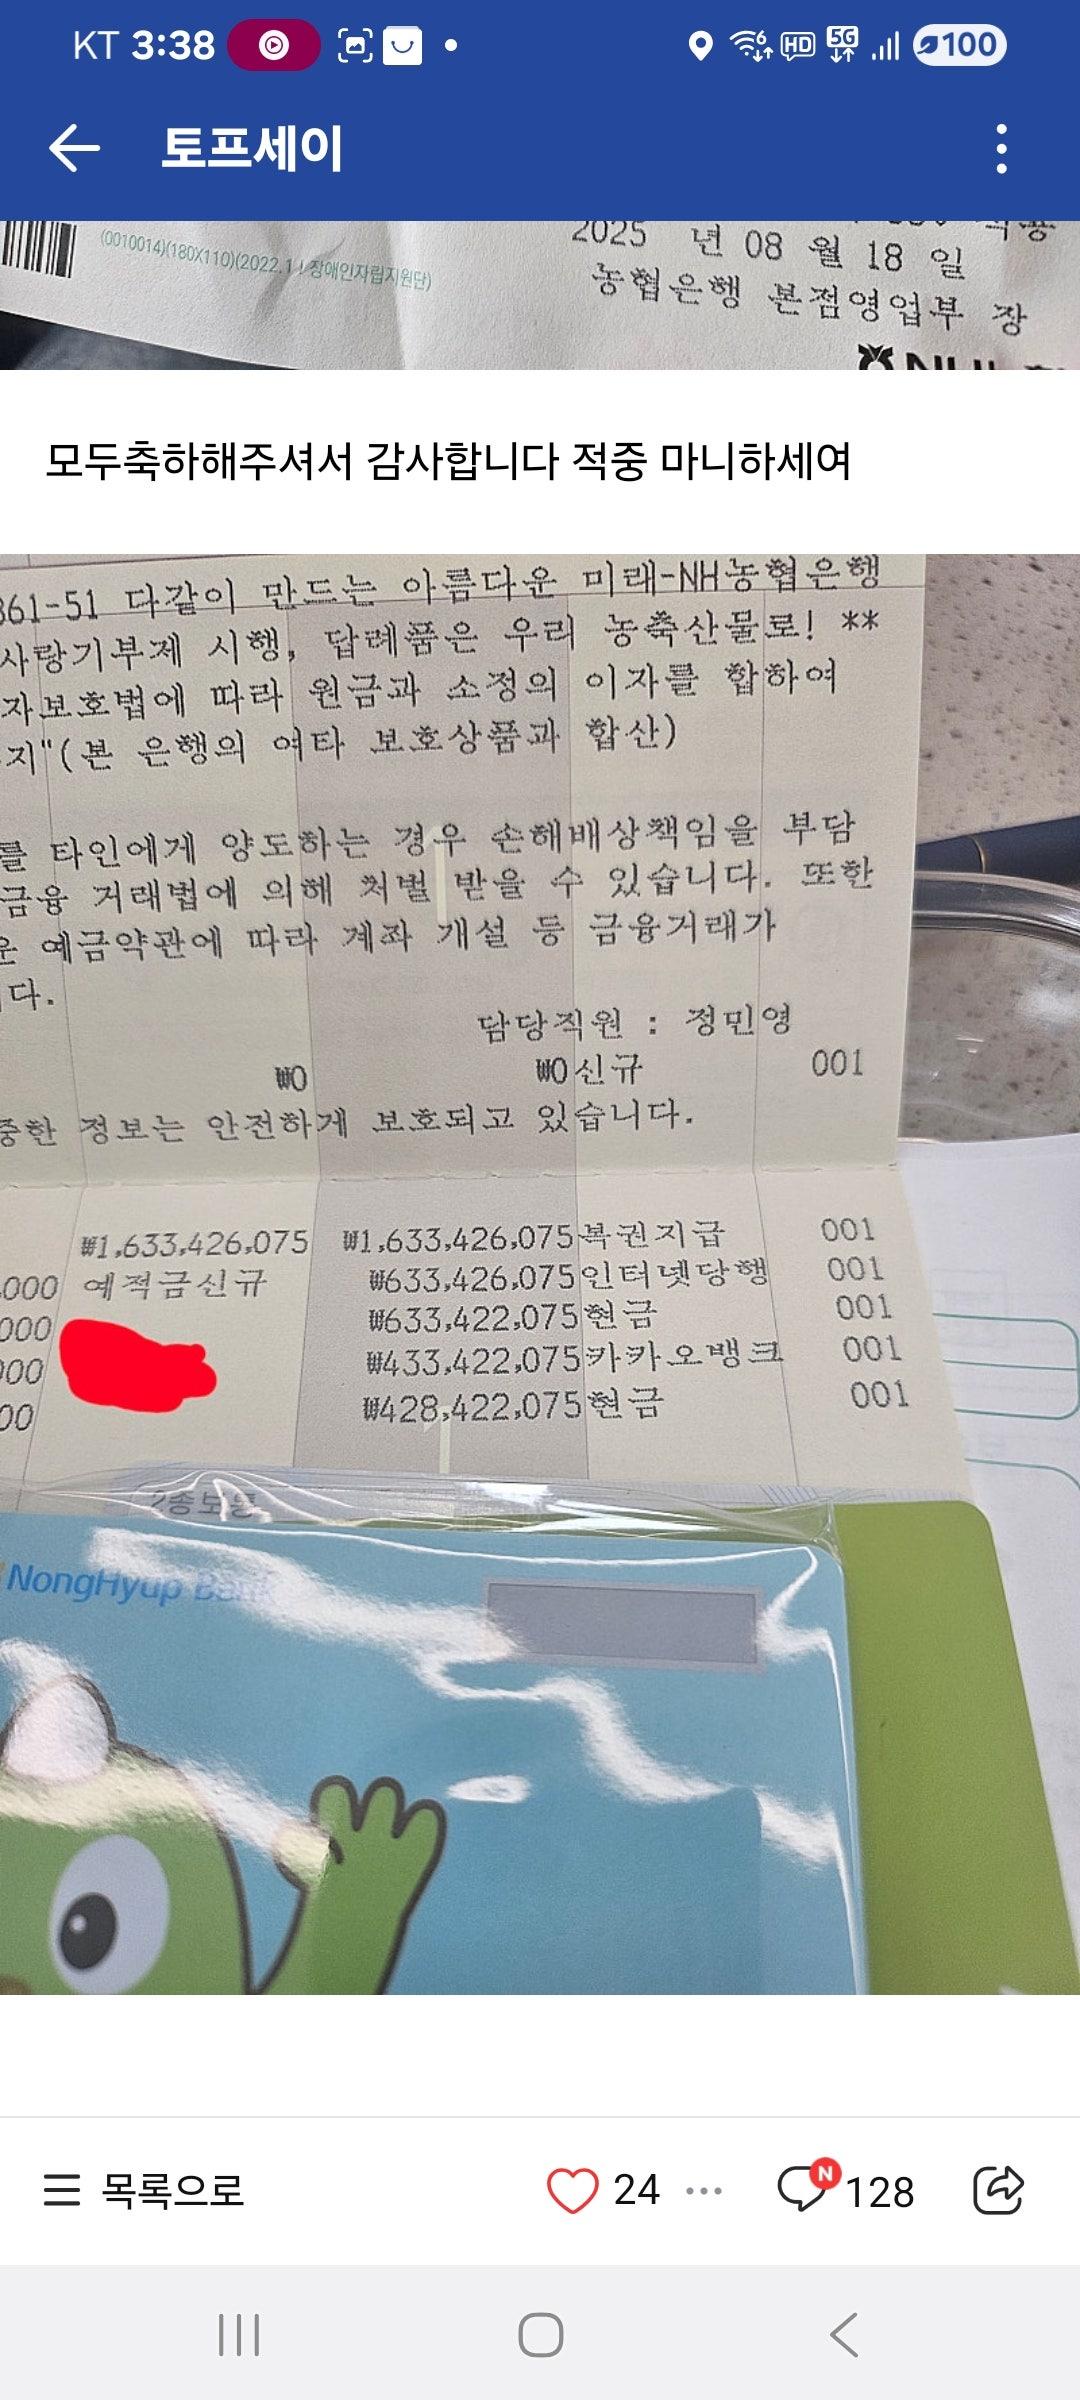 KT 3:38 HD 5G 100
토프세이
(0010014)(180X110)(2022.1 장애인자립지원단)
2025 년 08 월 18 일
농협은행 본점영업부 장
모두축하해주셔서 감사합니다 적중 마니하세여
861-51 다같이 만드는 아름다운 미래-NH농협은행
사랑기부제 시행, 답례품은 우리 농축산물로! **
자보호법에 따라 원금과 소정의 이자를 합하여
지"(본 은행의 여타 보호상품과 합산)
를 타인에게 양도하는 경우 손해배상책임을 부담
금융 거래법에 의해 처벌 받을 수 있습니다. 또한
운 예금약관에 따라 계좌 개설 등 금융거래가
다.
담당직원 : 정민영
₩0 ₩0신규 001
중한 정보는 안전하게 보호되고 있습니다.
₩1,633,426,075 ₩1,633,426,075복권지급 001
,000 예적금신규 ₩633,426,075인터넷당행 001
000 ₩633,422,075현금 001
000 ₩433,422,075카카오뱅크 001
00 ₩428,422,075현금 001
2종보통
NongHyup Bank
목록으로 24 N 128